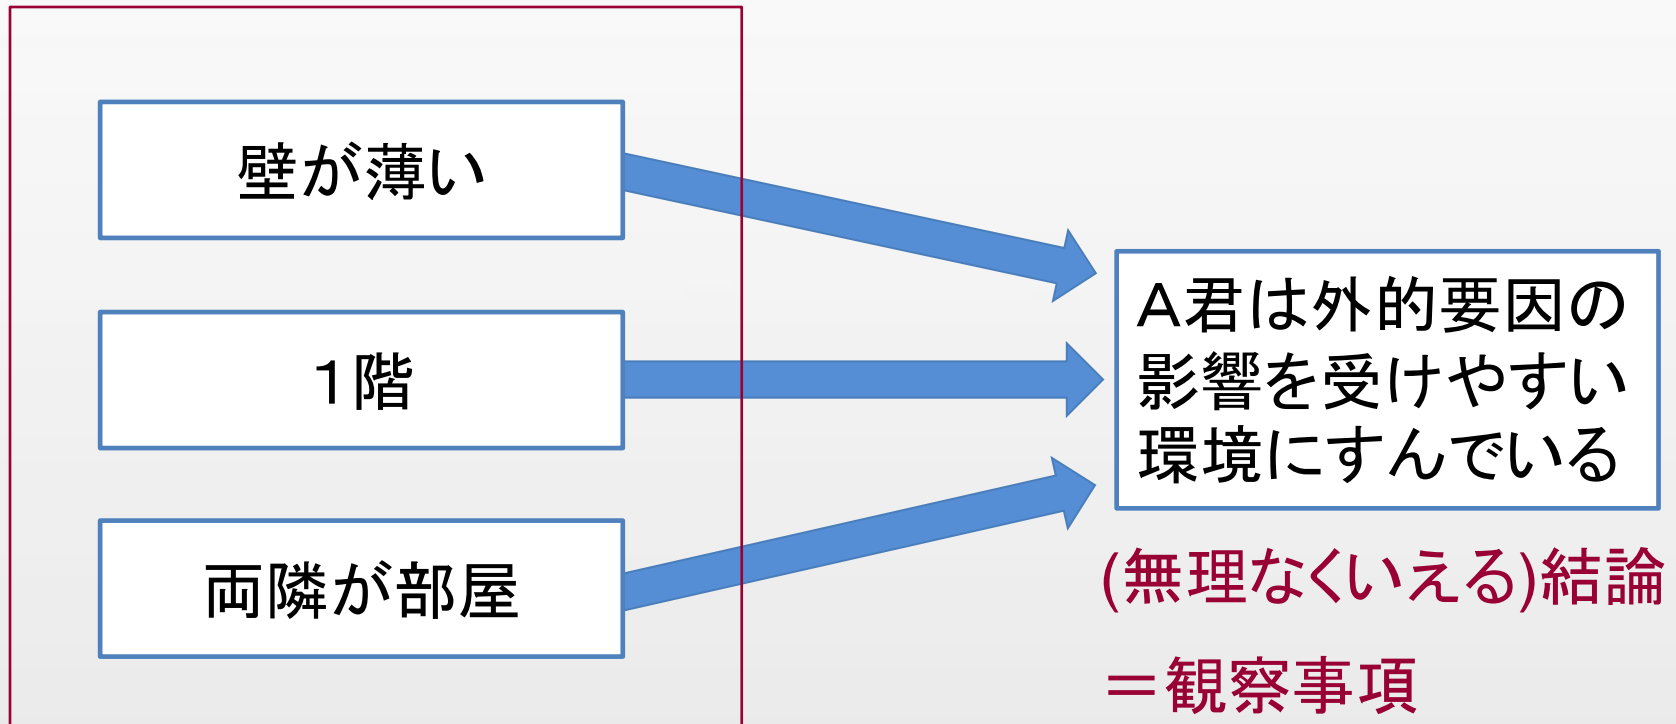 壁が薄い
１階
両隣が部屋
Ａ君は外的要因の
影響を受けやすい
環境にすんでいる
(無理なくいえる)結論
＝観察事項